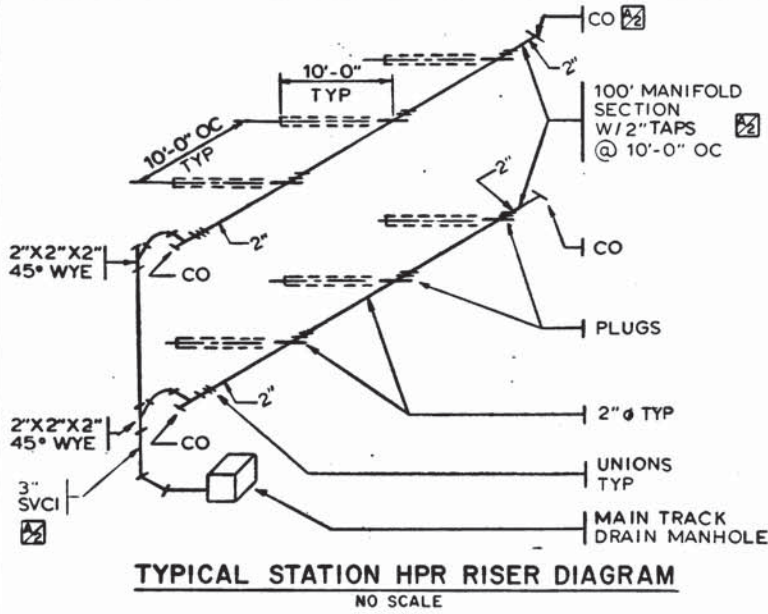 CO A/2
2"
10'-0"
TYP
100' MANIFOLD
SECTION
W/2" TAPS A/2
@ 10'-0" OC
10'-0" OC
TYP
2"
2"
2"X2"X2"
45° WYE
CO
CO
PLUGS
2"
2" ø TYP
2"X2"X2"
45° WYE
CO
UNIONS
TYP
3"
SVCI
A/2
MAIN TRACK
DRAIN MANHOLE
TYPICAL STATION HPR RISER DIAGRAM
NO SCALE